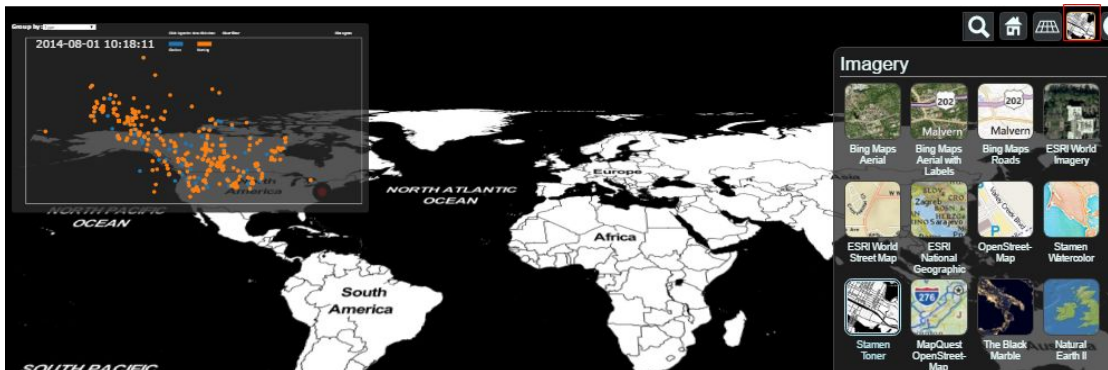 Group by:
2014-08-01 10:18:11
NORTH PACIFIC
OCEAN
America
NORTH ATLANTIC
OCEAN
Europe
Africa
South
America
SOUTH PACIFIC
Imagery
202
Malvern
202
Malvern
Bing Maps
Aerial
Bing Maps
Aerial with
Labels
Bing Maps
Roads
ESRI World
Imagery
Zagreb
Sarajevo
P
ESRI World
Street Map
ESRI
National
Geographic
OpenStreet-
Map
Stamen
Watercolor
276
Stamen
Toner
MapQuest
OpenStreet-
Map
The Black
Marble
Natural
Earth II